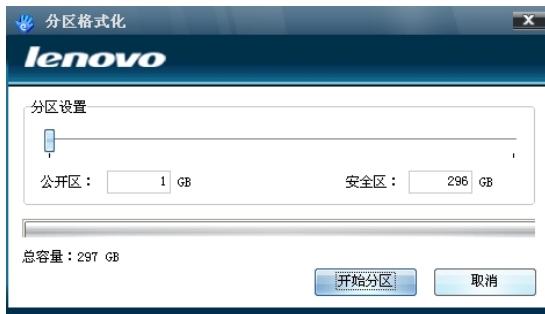 分区格式化
lenovo
分区设置
公开区： 1 GB 安全区： 296 GB
总容量：297 GB
开始分区 取消